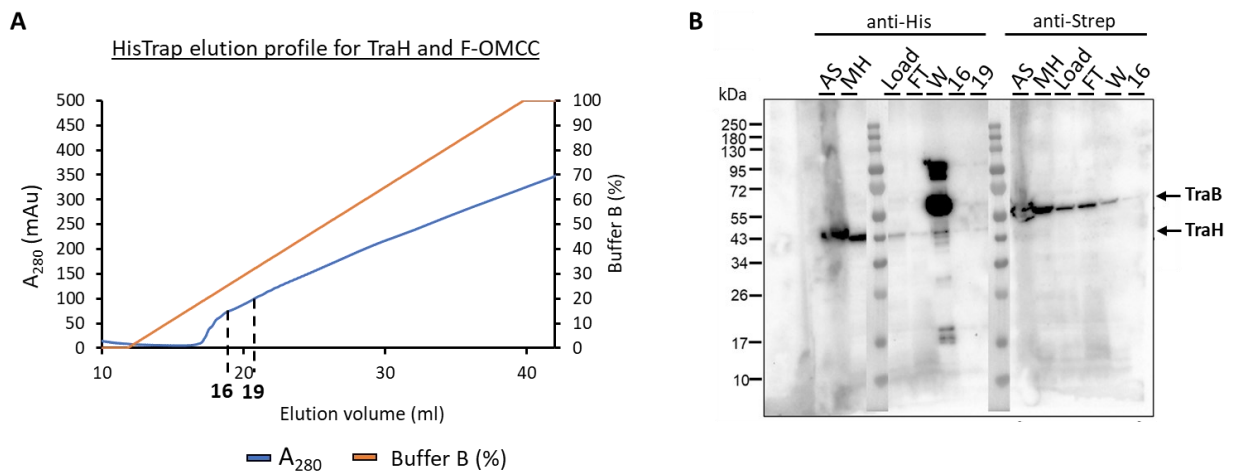 A
HisTrap elution profile for TraH and F-OMCC
500
450
400
350
300
250
200
150
100
50
0
A280 (mAu)
100
90
80
70
60
50
40
30
20
10
0
Buffer B (%)
10
20
30
40
16
19
Elution volume (ml)
A280
Buffer B (%)
B
anti-His
anti-Strep
AS
MH
Load
FT
W
16
19
AS
MH
Load
FT
W
16
kDa
250
180
130
95
72
55
43
34
26
17
10
TraB
TraH